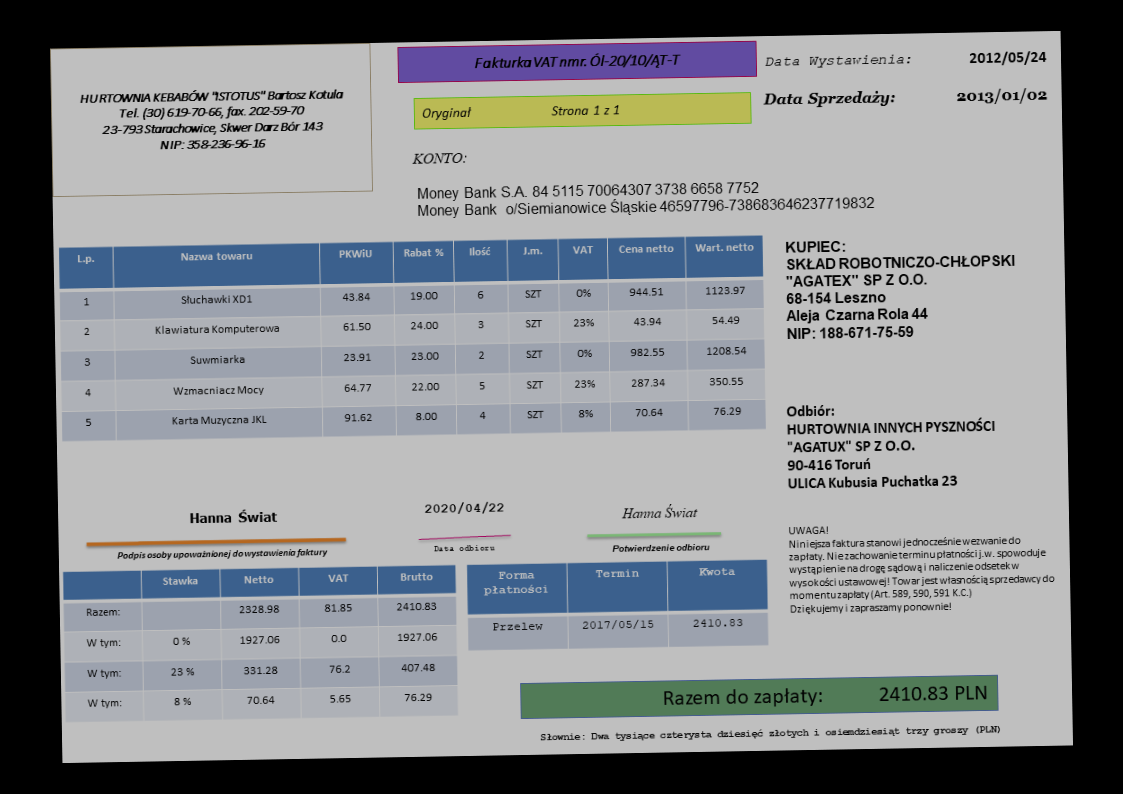 HURTOWNIA KEBABÓW "ISTOTUS" Bartosz Kotula
Tel. (30) 619-70-66, fax. 202-59-70
23-793 Starachowice, Skwer Darz Bór 143
NIP: 358-236-96-16
Fakturka VAT nmr. Ól-20/10/ĄT-T
Oryginał Strona 1 z 1
Data Wystawienia: 2012/05/24
Data Sprzedaży: 2013/01/02
KONTO:
Money Bank S.A. 84 5115 70064307 3738 6658 7752
Money Bank o/Siemianowice Śląskie 46597796-738683646237719832
L.p. Nazwa towaru PKWiU Rabat % Ilość J.m. VAT Cena netto Wart. netto
1 Słuchawki XD1 43.84 19.00 6 SZT 0% 944.51 1123.97
2 Klawiatura Komputerowa 61.50 24.00 3 SZT 23% 43.94 54.49
3 Suwmiarka 23.91 23.00 2 SZT 0% 982.55 1208.54
4 Wzmacniacz Mocy 64.77 22.00 5 SZT 23% 287.34 350.55
5 Karta Muzyczna JKL 91.62 8.00 4 SZT 8% 70.64 76.29
KUPIEC:
SKŁAD ROBOTNICZO-CHŁOPSKI
"AGATEX" SP Z O.O.
68-154 Leszno
Aleja Czarna Rola 44
NIP: 188-671-75-59
Odbiór:
HURTOWNIA INNYCH PYSZNOŚCI
"AGATUX" SP Z O.O.
90-416 Toruń
ULICA Kubusia Puchatka 23
Hanna Świat
Podpis osoby upoważnionej do wystawienia faktury
2020/04/22
Data odbioru
Hanna Świat
Potwierdzenie odbioru
UWAGA!
Niniejsza faktura stanowi jednocześnie wezwanie do
zapłaty. Nie zachowanie terminu płatności j.w. spowoduje
wystąpienie na drogę sądową i naliczenie odsetek w
wysokości ustawowej! Towar jest własnością sprzedawcy do
momentu zapłaty (Art. 589, 590, 591 K.C.)
Dziękujemy i zapraszamy ponownie!
Stawka Netto VAT Brutto
Razem: 2328.98 81.85 2410.83
W tym: 0 % 1927.06 0.0 1927.06
W tym: 23 % 331.28 76.2 407.48
W tym: 8 % 70.64 5.65 76.29
Forma płatności Termin Kwota
Przelew 2017/05/15 2410.83
Razem do zapłaty: 2410.83 PLN
Słownie: Dwa tysiące czterysta dziesięć złotych i osiemdziesiąt trzy groszy (PLN)